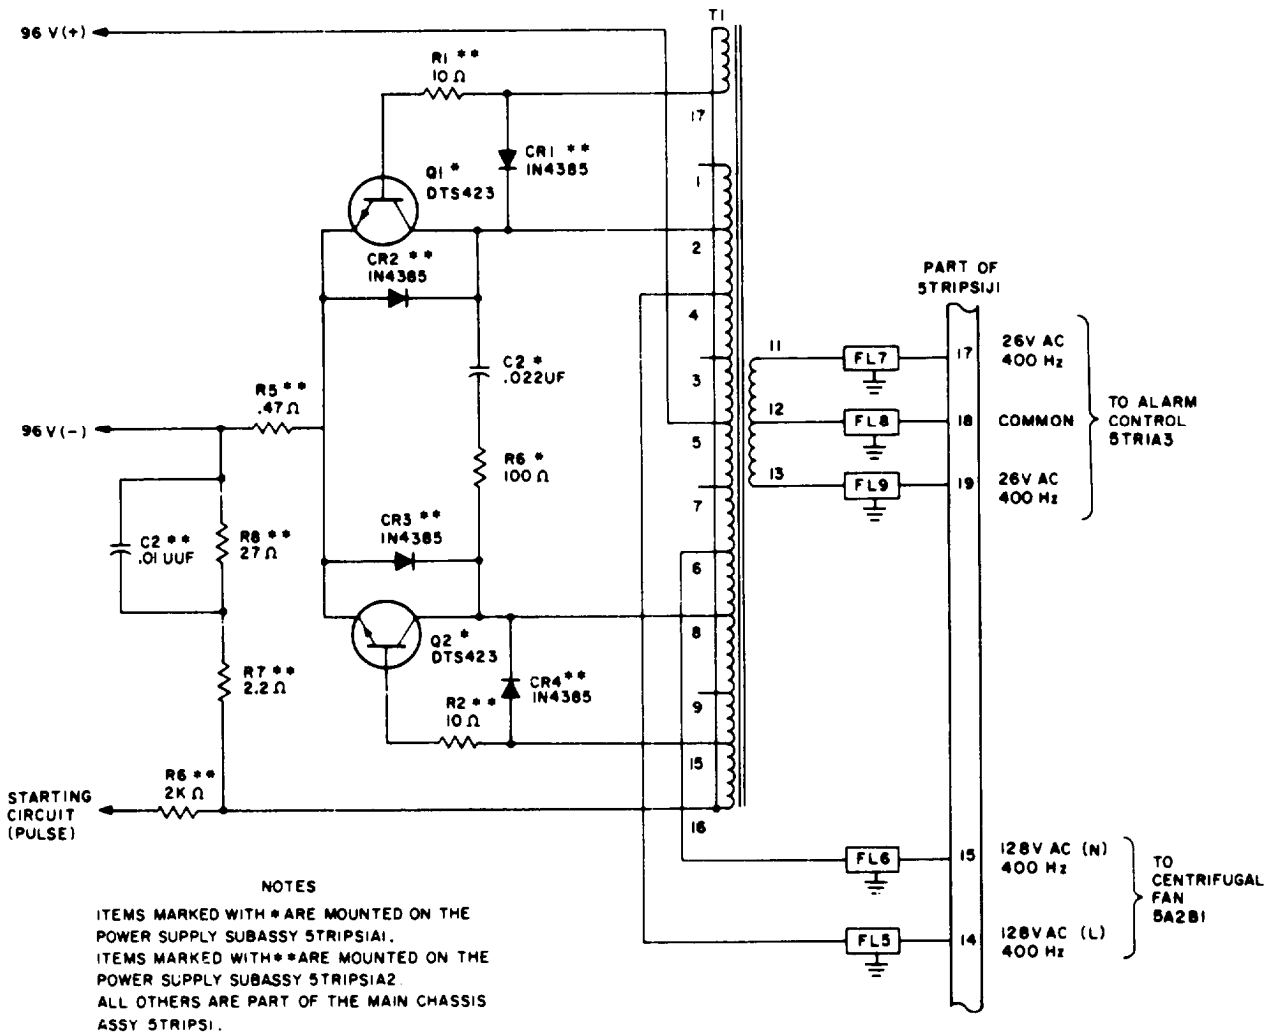 T1
96 V(+)
R1 **
10 Ω
17
CR1 **
IN4385
Q1 *
DTS423
1
2
CR2 **
IN4385
PART OF
5TRIPS1J1
4
11
FL7
17
26V AC
400 Hz
3
C2 *
.022UF
R5 **
.47 Ω
12
FL8
18
COMMON
TO ALARM
CONTROL
5TR1A3
96 V(-)
5
R6 *
100 Ω
13
FL9
19
26V AC
400 Hz
7
CR3 **
IN4385
C2 **
.01 UUF
R8 **
27 Ω
6
8
Q2 *
DTS423
R7 **
2.2 Ω
CR4 **
IN4385
R2 **
10 Ω
9
15
R6 **
2K Ω
STARTING
CIRCUIT
(PULSE)
16
FL6
15
128V AC (N)
400 Hz
TO
CENTRIFUGAL
FAN
5A2B1
FL5
14
128V AC (L)
400 Hz
NOTES
ITEMS MARKED WITH * ARE MOUNTED ON THE
POWER SUPPLY SUBASSY 5TRIPS1A1.
ITEMS MARKED WITH ** ARE MOUNTED ON THE
POWER SUPPLY SUBASSY 5TRIPS1A2.
ALL OTHERS ARE PART OF THE MAIN CHASSIS
ASSY 5TRIPS1.